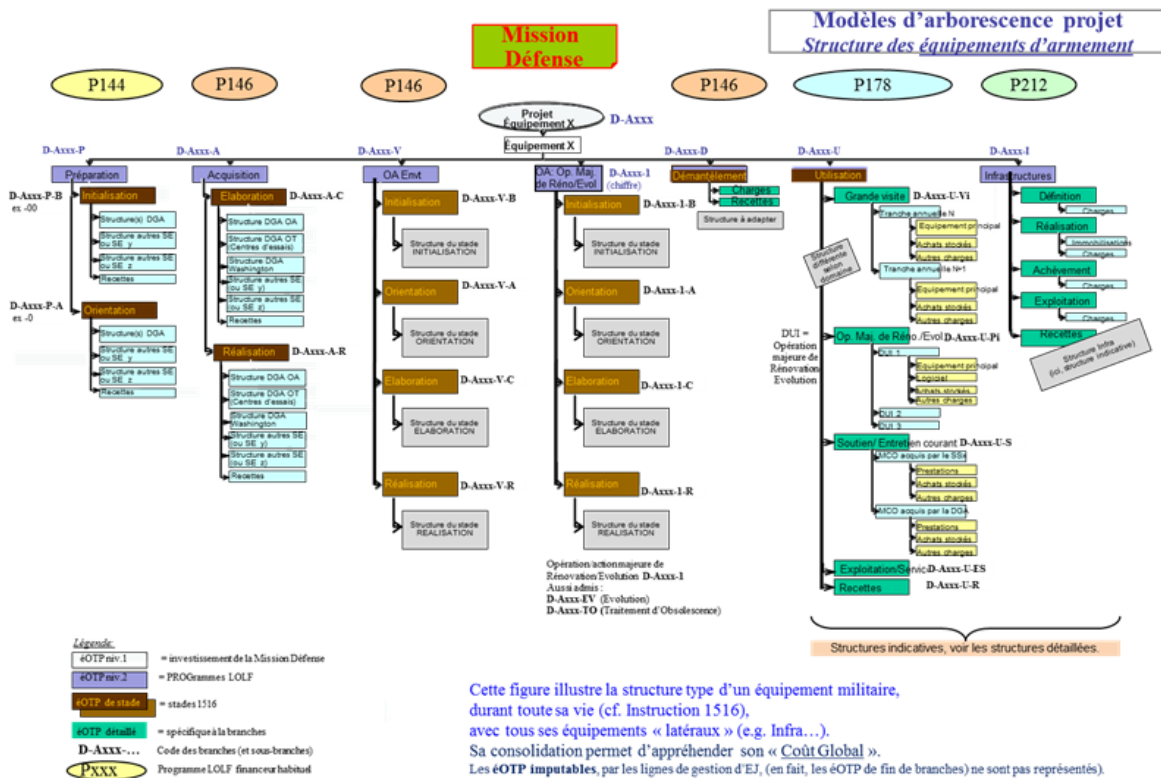 Modèles d'arborescence projet
Structure des équipements d'armement
Mission
Défense
P144
P146
P146
P146
P178
P212
Projet
Équipement X
D-Axxx
Équipement X
D-Axxx-P
D-Axxx-A
D-Axxx-V
D-Axxx-D
D-Axxx-U
D-Axxx-I
Préparation
D-Axxx-P-B
ex -00
Initialisation
Structure(s) DGA
Structure autres SE
ou SE y
Structure autres SE
ou SE z
Recettes
D-Axxx-P-A
ex -0
Orientation
Structure(s) DGA
Structure autres SE
ou SE y
Structure autres SE
ou SE z
Recettes
Acquisition
Elaboration
D-Axxx-A-C
Structure DGA OA
Structure DGA OT
(Centres d'essais)
Structure DGA
Washington
Structure autres SE
(ou SE y)
Structure autres SE
(ou SE z)
Recettes
Réalisation
D-Axxx-A-R
Structure DGA OA
Structure DGA OT
(Centres d'essais)
Structure DGA
Washington
Structure autres SE
(ou SE y)
Structure autres SE
(ou SE z)
Recettes
OA Envt
Initialisation
D-Axxx-V-B
Structure du stade
INITIALISATION
Orientation
D-Axxx-V-A
Structure du stade
ORIENTATION
Elaboration
D-Axxx-V-C
Structure du stade
ELABORATION
Réalisation
D-Axxx-V-R
Structure du stade
REALISATION
OA: Op. Maj.
de Réno/Evol
D-Axxx-1
(chiffre)
Initialisation
D-Axxx-1-B
Structure du stade
INITIALISATION
Orientation
D-Axxx-1-A
Structure du stade
ORIENTATION
Elaboration
D-Axxx-1-C
Structure du stade
ELABORATION
Réalisation
D-Axxx-1-R
Structure du stade
REALISATION
Opération/action majeure de
Rénovation/Evolution D-Axxx-1
Aussi admis :
D-Axxx-EV (Evolution)
D-Axxx-TO (Traitement d'Obsolescence)
Démantèlement
Charges
Recettes
Structure à adapter
Utilisation
Grande visite
D-Axxx-U-Vi
Tranche annuelle N
Equipement principal
Achats stockés
Autres charges
Structure
différente
selon
domaine
Tranche annuelle N+1
Equipement principal
Achats stockés
Autres charges
DUI =
Opération
majeure de
Rénovation
Evolution
Op. Maj. de Réno./Evol
D-Axxx-U-Pi
DUI 1
Equipement principal
Logiciel
Achats stockés
Autres charges
DUI 2
DUI 3
Soutien/ Entretien courant
D-Axxx-U-S
MCO acquis par le SSx
Prestations
Achats stockés
Autres charges
MCO acquis par la DGA
Prestations
Achats stockés
Autres charges
Exploitation/Servic
D-Axxx-U-ES
Recettes
D-Axxx-U-R
Infrastructures
Définition
Charges
Réalisation
Immobilisations
Charges
Achèvement
Charges
Exploitation
Charges
Recettes
Structure Infra
(ici, structure indicative)
Structures indicatives, voir les structures détaillées.
Légende:
éOTP niv.1 = investissement de la Mission Défense
éOTP niv.2 = PROGrammes LOLF
éOTP de stade = stades 1516
éOTP détaillé = spécifique à la branches
D-Axxx-… Code des branches (et sous-branches)
Pxxx Programme LOLF financeur habituel
Cette figure illustre la structure type d'un équipement militaire,
durant toute sa vie (cf. Instruction 1516),
avec tous ses équipements « latéraux » (e.g. Infra…).
Sa consolidation permet d'appréhender son « Coût Global ».
Les éOTP imputables, par les lignes de gestion d'EJ, (en fait, les éOTP de fin de branches) ne sont pas représentés).